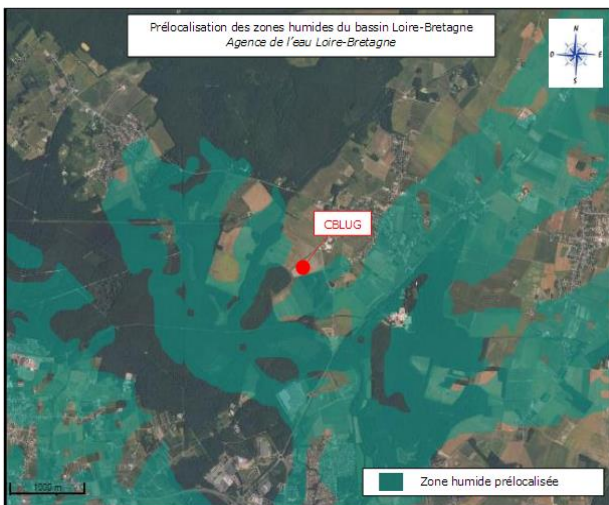 Prélocalisation des zones humides du bassin Loire-Bretagne
Agence de l'eau Loire-Bretagne
N
O
E
S
CBLUG
1000 m
Zone humide prélocalisée